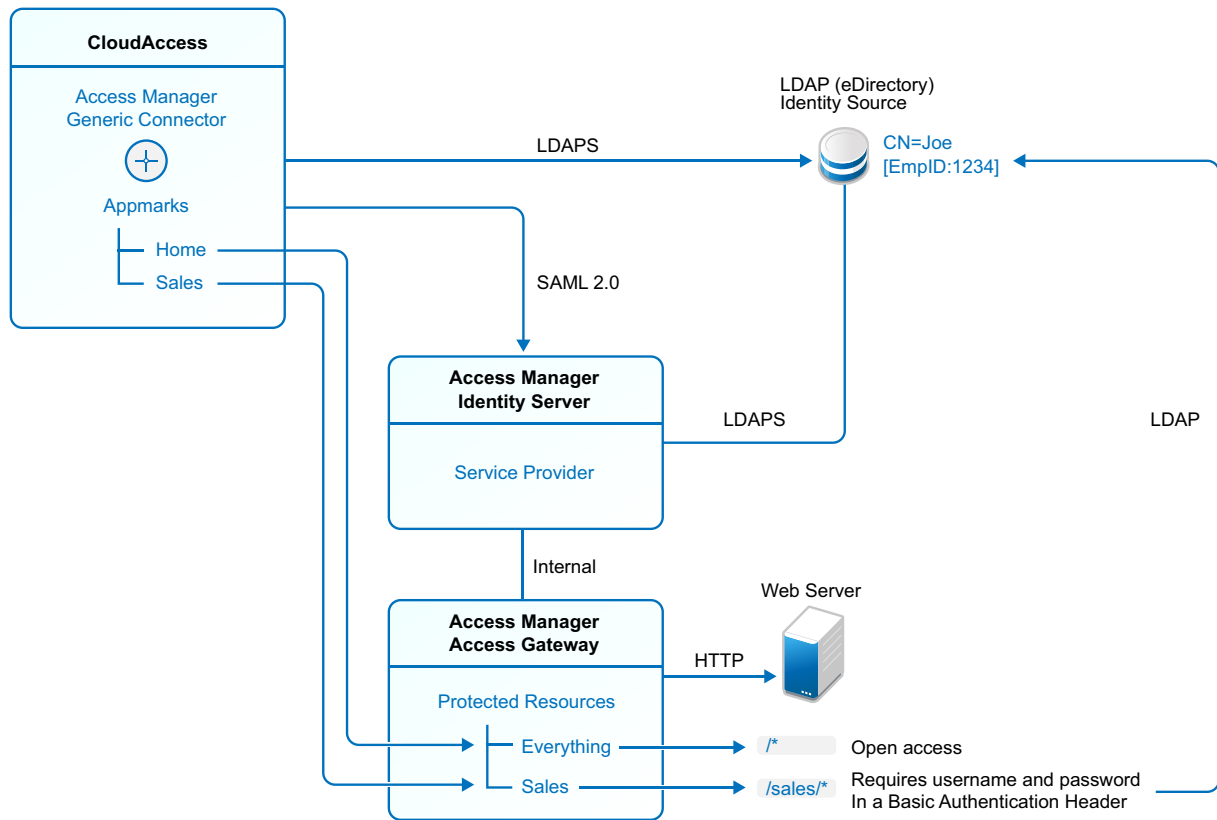 CloudAccess
Access Manager
Generic Connector
Appmarks
Home
Sales
LDAPS
LDAP (eDirectory)
Identity Source
CN=Joe
[EmpID:1234]
SAML 2.0
Access Manager
Identity Server
Service Provider
LDAPS
LDAP
Internal
Access Manager
Access Gateway
Protected Resources
Everything
Sales
HTTP
Web Server
/*
Open access
/sales/*
Requires username and password
In a Basic Authentication Header